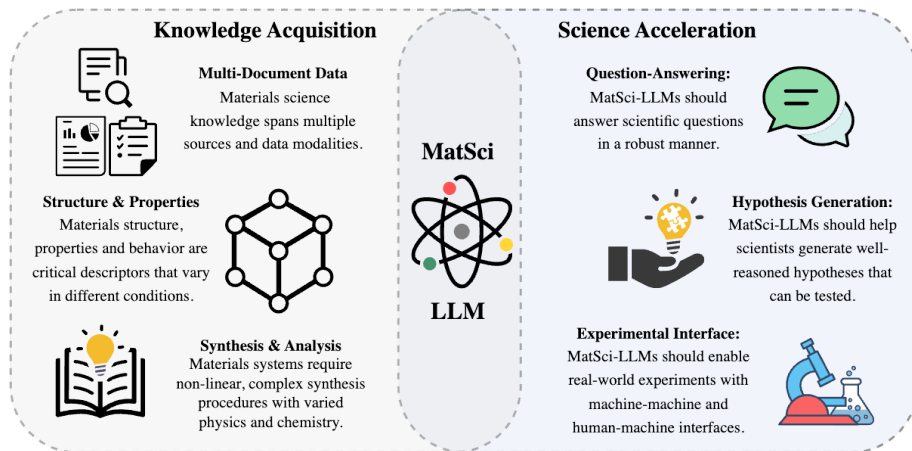 Knowledge Acquisition
Multi-Document Data
Materials science
knowledge spans multiple
sources and data modalities.
Structure & Properties
Materials structure,
properties and behavior are
critical descriptors that vary
in different conditions.
Synthesis & Analysis
Materials systems require
non-linear, complex synthesis
procedures with varied
physics and chemistry.
MatSci
LLM
Science Acceleration
Question-Answering:
MatSci-LLMs should
answer scientific questions
in a robust manner.
Hypothesis Generation:
MatSci-LLMs should help
scientists generate well-
reasoned hypotheses that
can be tested.
Experimental Interface:
MatSci-LLMs should enable
real-world experiments with
machine-machine and
human-machine interfaces.